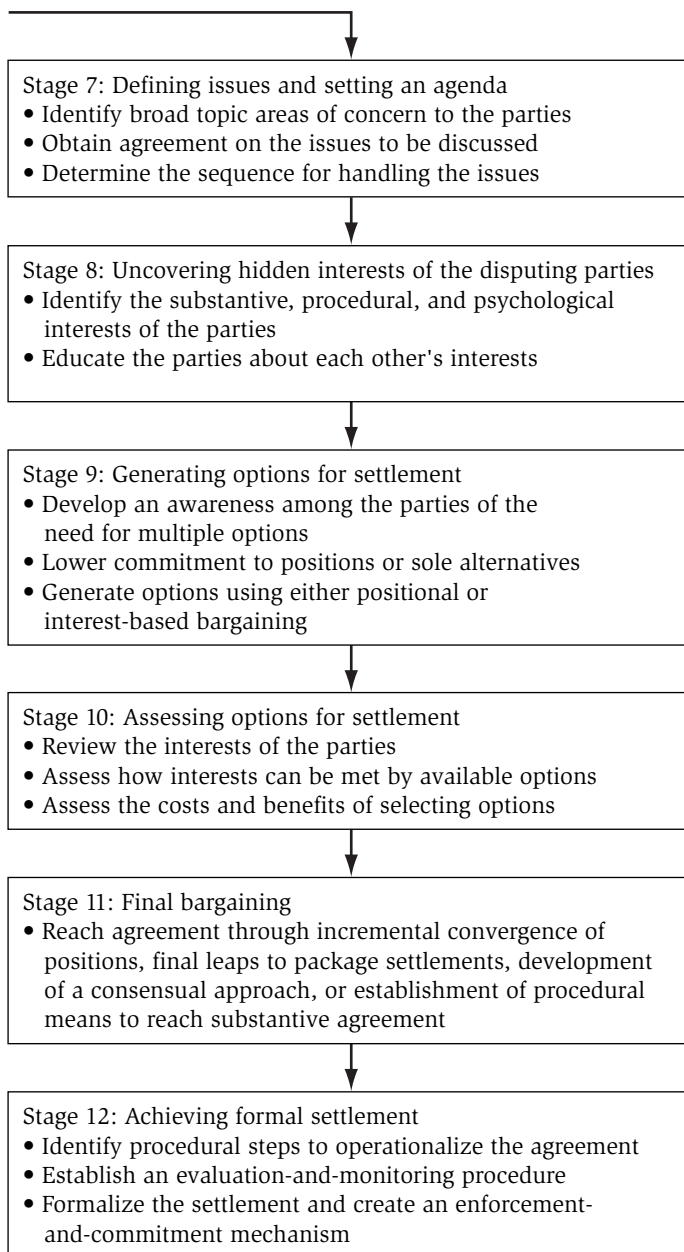 Stage 7: Defining issues and setting an agenda
• Identify broad topic areas of concern to the parties
• Obtain agreement on the issues to be discussed
• Determine the sequence for handling the issues
Stage 8: Uncovering hidden interests of the disputing parties
• Identify the substantive, procedural, and psychological
interests of the parties
• Educate the parties about each other's interests
Stage 9: Generating options for settlement
• Develop an awareness among the parties of the
need for multiple options
• Lower commitment to positions or sole alternatives
• Generate options using either positional or
interest-based bargaining
Stage 10: Assessing options for settlement
• Review the interests of the parties
• Assess how interests can be met by available options
• Assess the costs and benefits of selecting options
Stage 11: Final bargaining
• Reach agreement through incremental convergence of
positions, final leaps to package settlements, development
of a consensual approach, or establishment of procedural
means to reach substantive agreement
Stage 12: Achieving formal settlement
• Identify procedural steps to operationalize the agreement
• Establish an evaluation-and-monitoring procedure
• Formalize the settlement and create an enforcement-
and-commitment mechanism